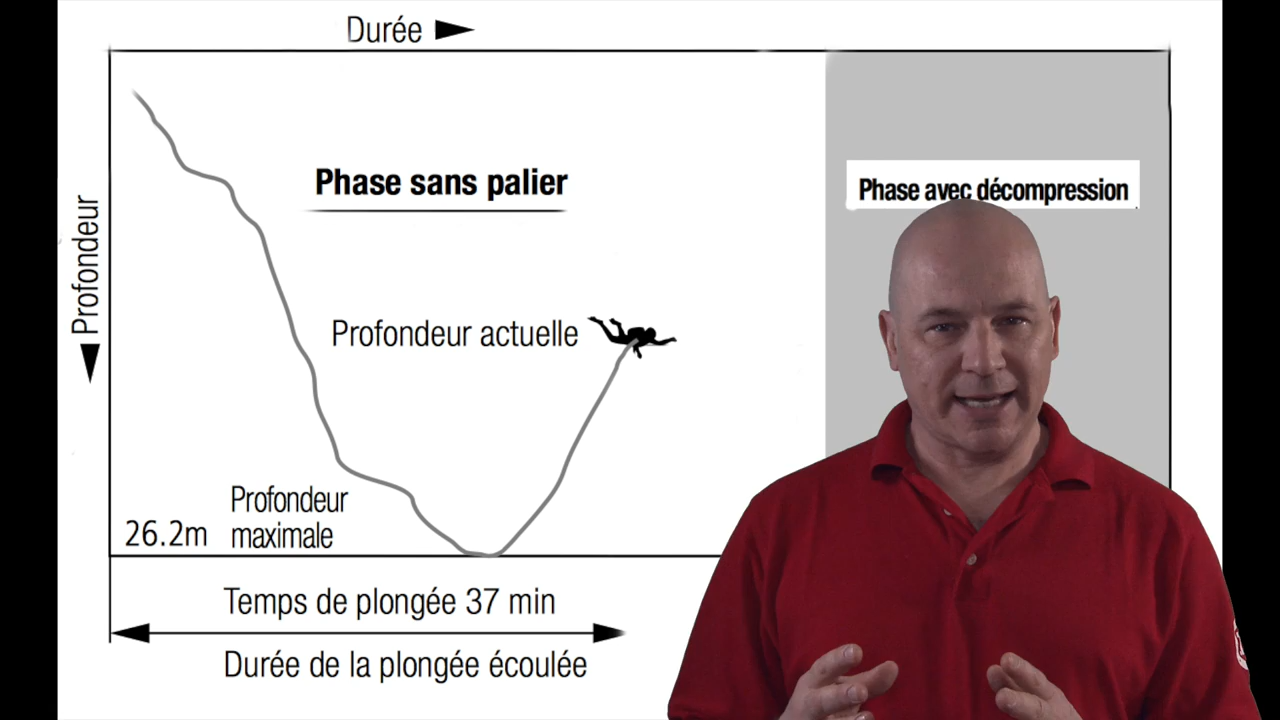 Durée
Phase sans palier
Phase avec décompression
Profondeur
Profondeur actuelle
Profondeur
maximale
26.2m
Temps de plongée 37 min
Durée de la plongée écoulée